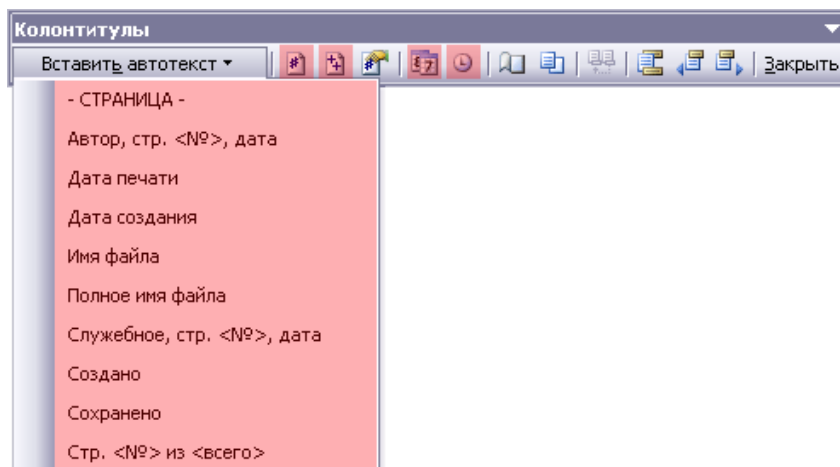 Колонтитулы
Вставить автотекст Закрыть
- СТРАНИЦА -
Автор, стр. <№>, дата
Дата печати
Дата создания
Имя файла
Полное имя файла
Служебное, стр. <№>, дата
Создано
Сохранено
Стр. <№> из <всего>